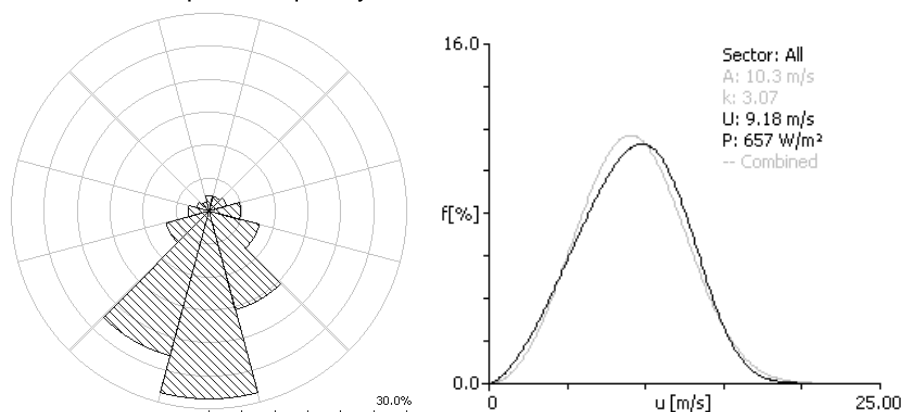 30.0%
16.0
f[%]
0.0
0
u [m/s]
25.00
Sector: All
A: 10.3 m/s
k: 3.07
U: 9.18 m/s
P: 657 W/m²
-- Combined